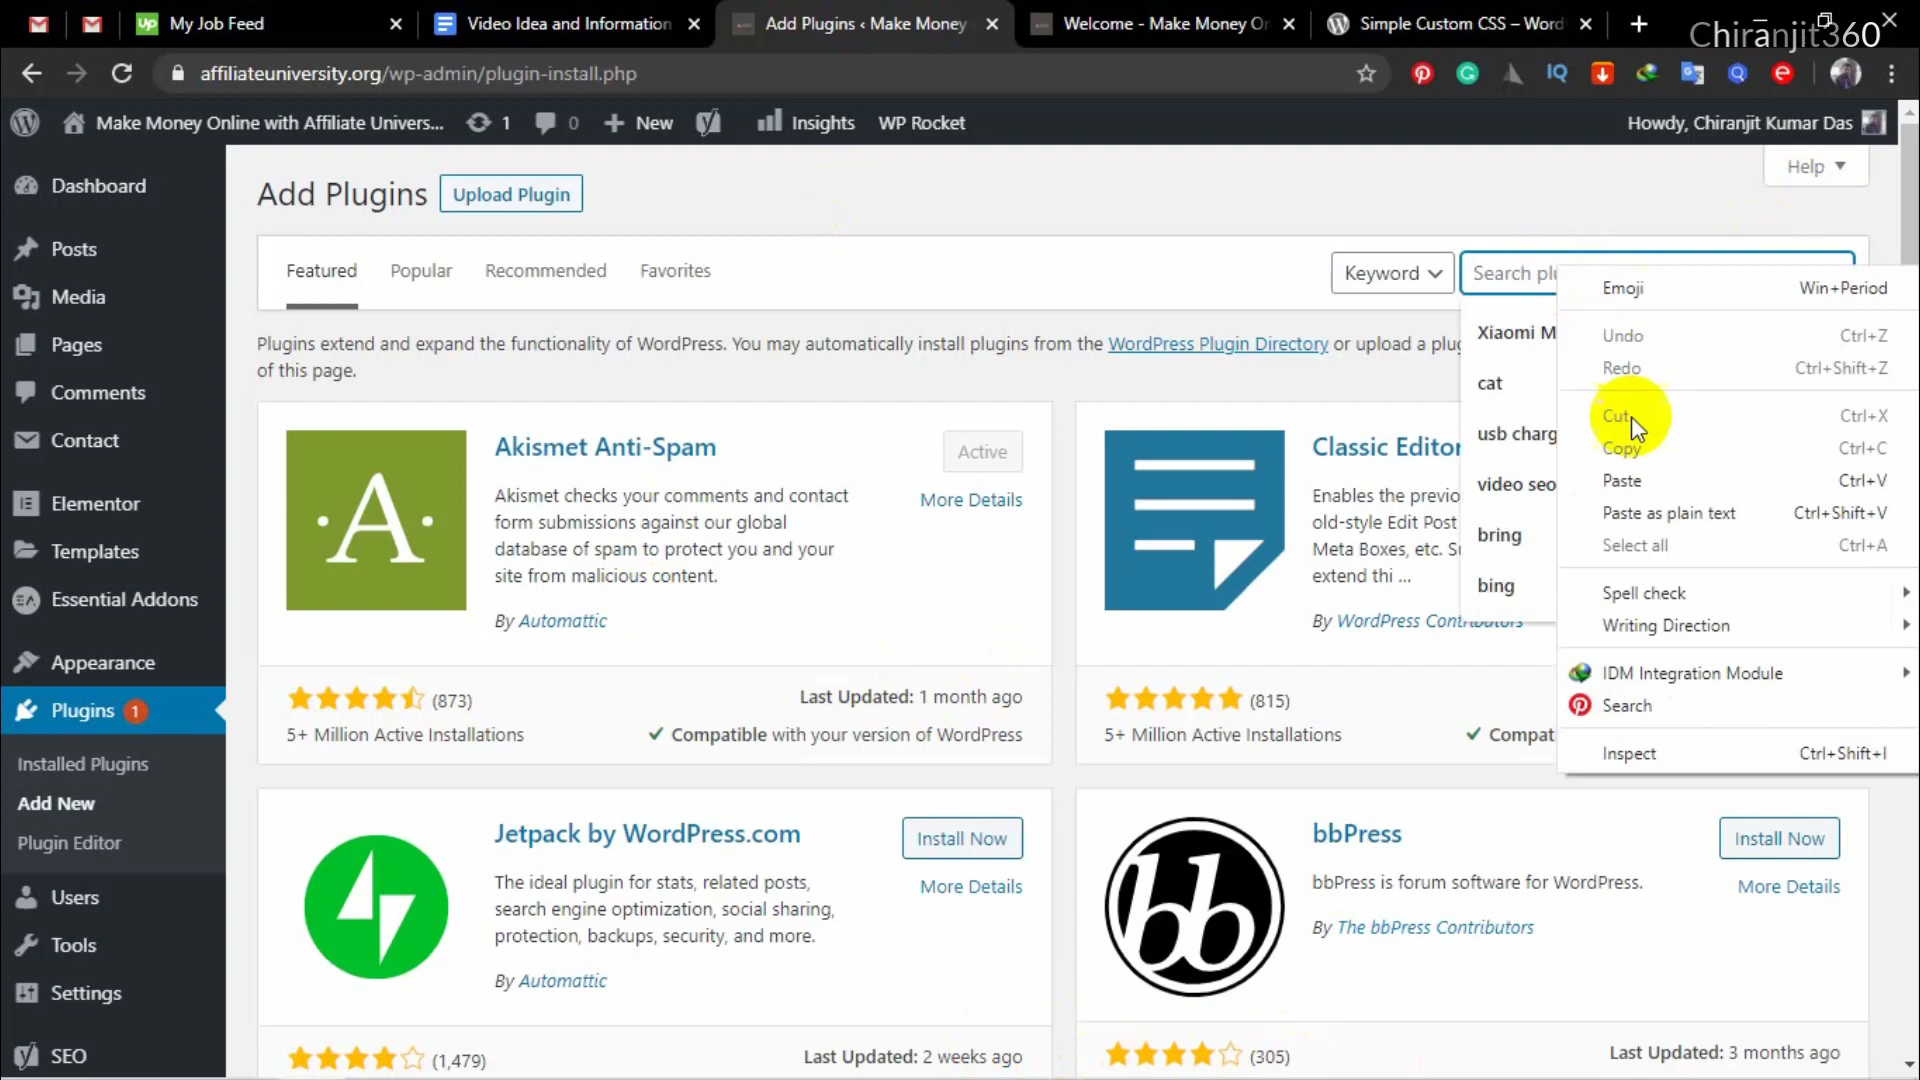 My Job Feed
Video Idea and Information
Add Plugins ‹ Make Money
Welcome - Make Money Or
Simple Custom CSS – Word
Chiranjit360
affiliateuniversity.org/wp-admin/plugin-install.php
Make Money Online with Affiliate Univers...
1
0
New
Insights
WP Rocket
Howdy, Chiranjit Kumar Das
Dashboard
Posts
Media
Pages
Comments
Contact
Elementor
Templates
Essential Addons
Appearance
Plugins 1
Installed Plugins
Add New
Plugin Editor
Users
Tools
Settings
SEO
Help
Add Plugins
Upload Plugin
Featured
Popular
Recommended
Favorites
Keyword
Search plu
Plugins extend and expand the functionality of WordPress. You may automatically install plugins from the WordPress Plugin Directory or upload a plug
of this page.
Akismet Anti-Spam
Active
More Details
Akismet checks your comments and contact
form submissions against our global
database of spam to protect you and your
site from malicious content.
By Automattic
(873)
Last Updated: 1 month ago
5+ Million Active Installations
Compatible with your version of WordPress
Classic Editor
Enables the previo
old-style Edit Post
Meta Boxes, etc. Su
extend thi ...
By WordPress Contributors
(815)
5+ Million Active Installations
Compat
Xiaomi M
cat
usb charg
video seo
bring
bing
Emoji Win+Period
Undo Ctrl+Z
Redo Ctrl+Shift+Z
Cut Ctrl+X
Copy Ctrl+C
Paste Ctrl+V
Paste as plain text Ctrl+Shift+V
Select all Ctrl+A
Spell check
Writing Direction
IDM Integration Module
Search
Inspect Ctrl+Shift+I
Jetpack by WordPress.com
Install Now
More Details
The ideal plugin for stats, related posts,
search engine optimization, social sharing,
protection, backups, security, and more.
By Automattic
(1,479)
Last Updated: 2 weeks ago
bb
bbPress
Install Now
More Details
bbPress is forum software for WordPress.
By The bbPress Contributors
(305)
Last Updated: 3 months ago